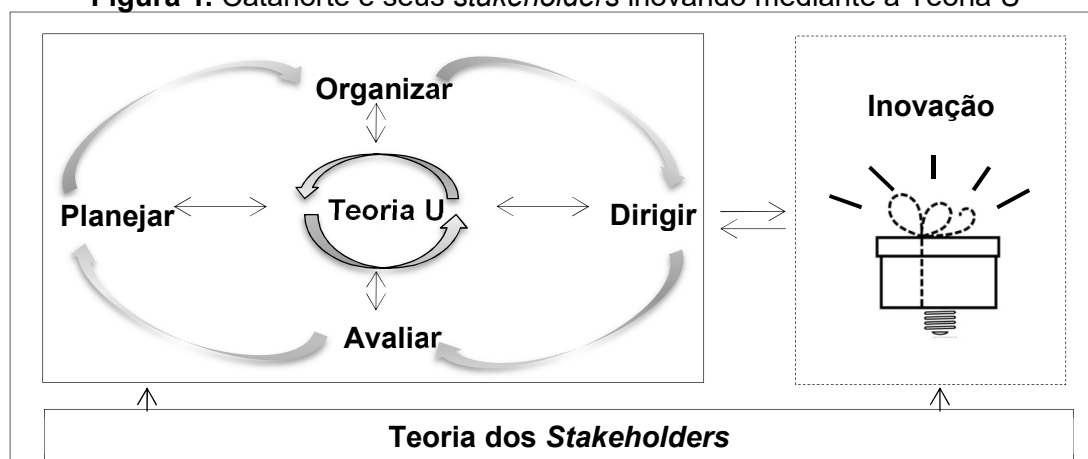 Figura 1. Catanorte e seus stakeholders inovando mediante a Teoria U
Organizar
Inovação
Planejar
Teoria U
Dirigir
Avaliar
Teoria dos Stakeholders